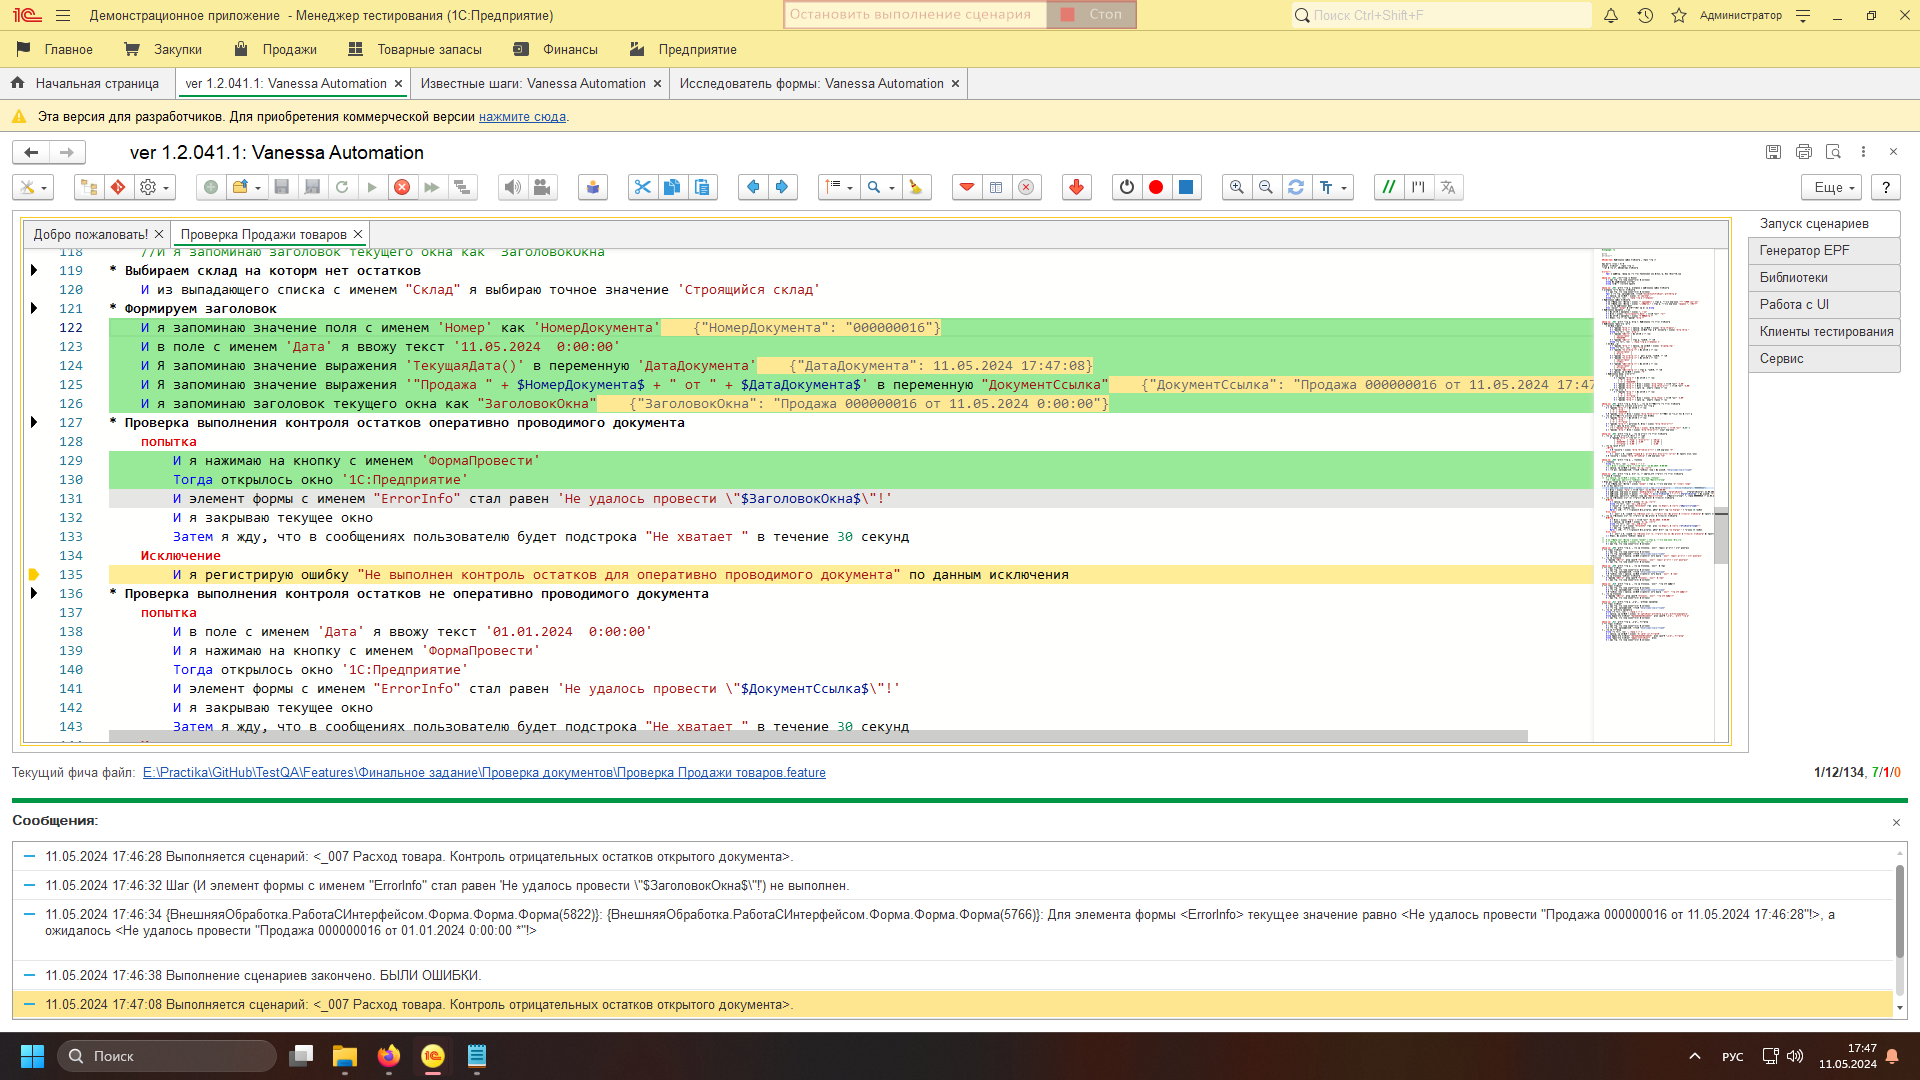 Демонстрационное приложение - Менеджер тестирования (1С:Предприятие)
Остановить выполнение сценария
Стоп
Поиск Ctrl+Shift+F
Администратор
Главное
Закупки
Продажи
Товарные запасы
Финансы
Предприятие
Начальная страница
ver 1.2.041.1: Vanessa Automation ×
Известные шаги: Vanessa Automation ×
Исследователь формы: Vanessa Automation ×
Эта версия для разработчиков. Для приобретения коммерческой версии нажмите сюда.
ver 1.2.041.1: Vanessa Automation
Еще
?
Добро пожаловать! ×
Проверка Продажи товаров ×
118 //И я запоминаю заголовок текущего окна как "ЗаголовокОкна"
119 * Выбираем склад на которм нет остатков
120 И из выпадающего списка с именем "Склад" я выбираю точное значение 'Строящийся склад'
121 * Формируем заголовок
122 И я запоминаю значение поля с именем 'Номер' как 'НомерДокумента' {"НомерДокумента": "000000016"}
123 И в поле с именем 'Дата' я ввожу текст '11.05.2024  0:00:00'
124 И Я запоминаю значение выражения 'ТекущаяДата()' в переменную 'ДатаДокумента' {"ДатаДокумента": 11.05.2024 17:47:08}
125 И Я запоминаю значение выражения '"Продажа " + $НомерДокумента$ + " от " + $ДатаДокумента$' в переменную "ДокументСсылка" {"ДокументСсылка": "Продажа 000000016 от 11.05.2024 17:47
126 И я запоминаю заголовок текущего окна как "ЗаголовокОкна" {"ЗаголовокОкна": "Продажа 000000016 от 11.05.2024 0:00:00"}
127 * Проверка выполнения контроля остатков оперативно проводимого документа
128 попытка
129 И я нажимаю на кнопку с именем 'ФормаПровести'
130 Тогда открылось окно '1С:Предприятие'
131 И элемент формы с именем "ErrorInfo" стал равен 'Не удалось провести \"$ЗаголовокОкна$\"!'
132 И я закрываю текущее окно
133 Затем я жду, что в сообщениях пользователю будет подстрока "Не хватает " в течение 30 секунд
134 Исключение
135 И я регистрирую ошибку "Не выполнен контроль остатков для оперативно проводимого документа" по данным исключения
136 * Проверка выполнения контроля остатков не оперативно проводимого документа
137 попытка
138 И в поле с именем 'Дата' я ввожу текст '01.01.2024  0:00:00'
139 И я нажимаю на кнопку с именем 'ФормаПровести'
140 Тогда открылось окно '1С:Предприятие'
141 И элемент формы с именем "ErrorInfo" стал равен 'Не удалось провести \"$ДокументСсылка$\"!'
142 И я закрываю текущее окно
143 Затем я жду, что в сообщениях пользователю будет подстрока "Не хватает " в течение 30 секунд
Запуск сценариев
Генератор EPF
Библиотеки
Работа с UI
Клиенты тестирования
Сервис
Текущий фича файл: E:\Practika\GitHub\TestQA\Features\Финальное задание\Проверка документов\Проверка Продажи товаров.feature
1/12/134, 7/1/0
Сообщения:
11.05.2024 17:46:28 Выполняется сценарий: <_007 Расход товара. Контроль отрицательных остатков открытого документа>.
11.05.2024 17:46:32 Шаг (И элемент формы с именем "ErrorInfo" стал равен 'Не удалось провести \"$ЗаголовокОкна$\"!') не выполнен.
11.05.2024 17:46:34 {ВнешняяОбработка.РаботаСИнтерфейсом.Форма.Форма.Форма(5822)}: {ВнешняяОбработка.РаботаСИнтерфейсом.Форма.Форма.Форма(5766)}: Для элемента формы <ErrorInfo> текущее значение равно <Не удалось провести "Продажа 000000016 от 11.05.2024 17:46:28"!>, а
ожидалось <Не удалось провести "Продажа 000000016 от 01.01.2024 0:00:00 *"!>
11.05.2024 17:46:38 Выполнение сценариев закончено. БЫЛИ ОШИБКИ.
11.05.2024 17:47:08 Выполняется сценарий: <_007 Расход товара. Контроль отрицательных остатков открытого документа>.
Поиск
РУС
17:47
11.05.2024